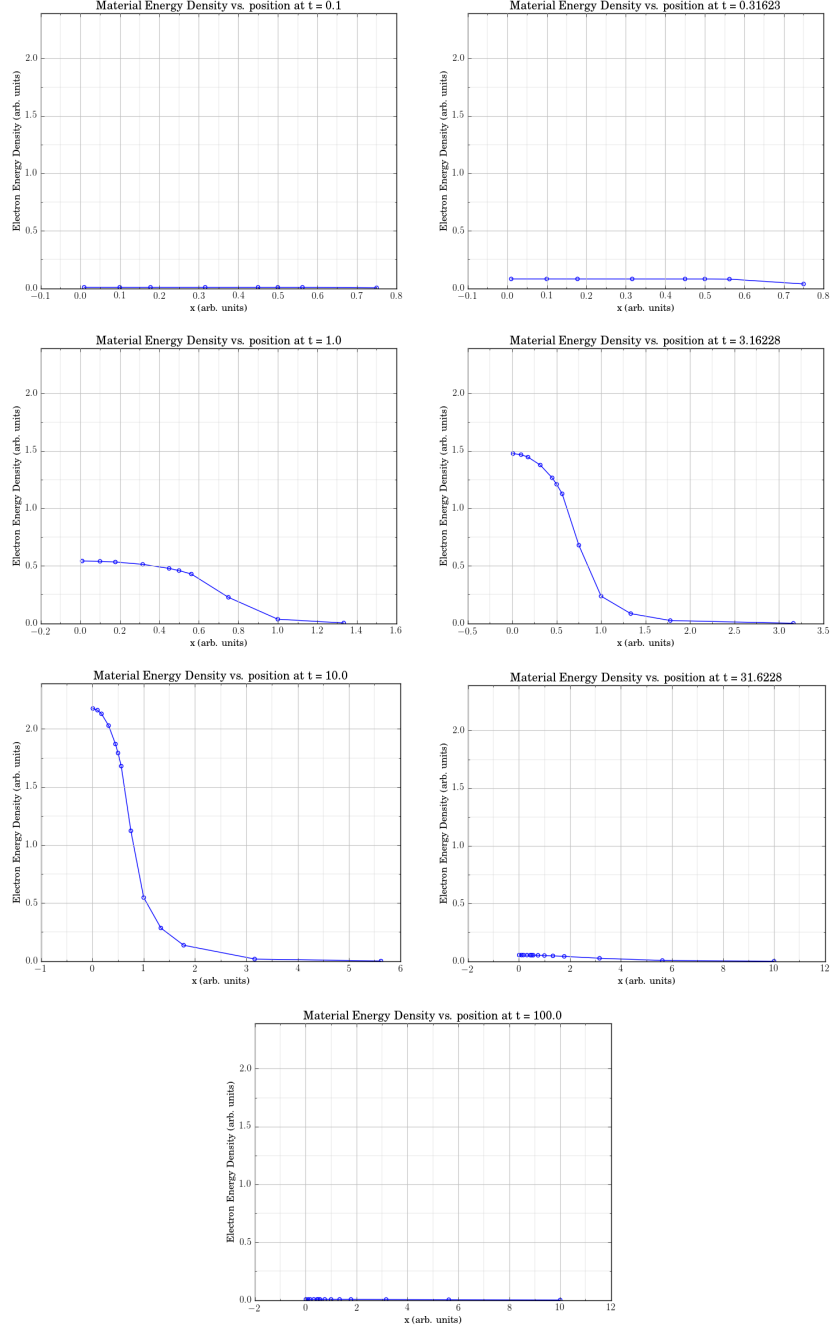 Material Energy Density vs. position at t = 0.1
Electron Energy Density (arb. units)
2.0
1.5
1.0
0.5
0.0
−0.1 0.0 0.1 0.2 0.3 0.4 0.5 0.6 0.7 0.8
x (arb. units)
Material Energy Density vs. position at t = 0.31623
Electron Energy Density (arb. units)
2.0
1.5
1.0
0.5
0.0
−0.1 0.0 0.1 0.2 0.3 0.4 0.5 0.6 0.7 0.8
x (arb. units)
Material Energy Density vs. position at t = 1.0
Electron Energy Density (arb. units)
2.0
1.5
1.0
0.5
0.0
−0.2 0.0 0.2 0.4 0.6 0.8 1.0 1.2 1.4 1.6
x (arb. units)
Material Energy Density vs. position at t = 3.16228
Electron Energy Density (arb. units)
2.0
1.5
1.0
0.5
0.0
−0.5 0.0 0.5 1.0 1.5 2.0 2.5 3.0 3.5
x (arb. units)
Material Energy Density vs. position at t = 10.0
Electron Energy Density (arb. units)
2.0
1.5
1.0
0.5
0.0
−1 0 1 2 3 4 5 6
x (arb. units)
Material Energy Density vs. position at t = 31.6228
Electron Energy Density (arb. units)
2.0
1.5
1.0
0.5
0.0
−2 0 2 4 6 8 10 12
x (arb. units)
Material Energy Density vs. position at t = 100.0
Electron Energy Density (arb. units)
2.0
1.5
1.0
0.5
0.0
−2 0 2 4 6 8 10 12
x (arb. units)